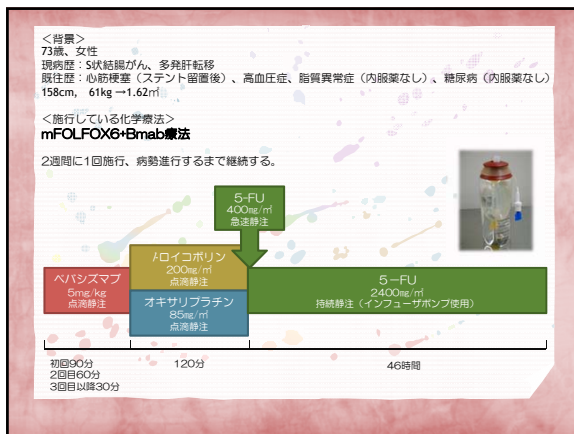 ＜背景＞
73歳、女性
現病歴：S状結腸がん、多発肝転移
既往歴：心筋梗塞（ステント留置後）、高血圧症、脂質異常症（内服薬なし）、糖尿病（内服薬なし）
158cm， 61kg →1.62㎡
＜施行している化学療法＞
mFOLFOX6+Bmab療法
2週間に1回施行、病勢進行するまで継続する。
5-FU
400mg/㎡
急速静注
l-ロイコボリン
200mg/㎡
点滴静注
ベバシズマブ
5mg/kg
点滴静注
オキサリプラチン
85mg/㎡
点滴静注
5－FU
2400mg/㎡
持続静注（インフューザポンプ使用）
初回90分
2回目60分
3回目以降30分
120分
46時間